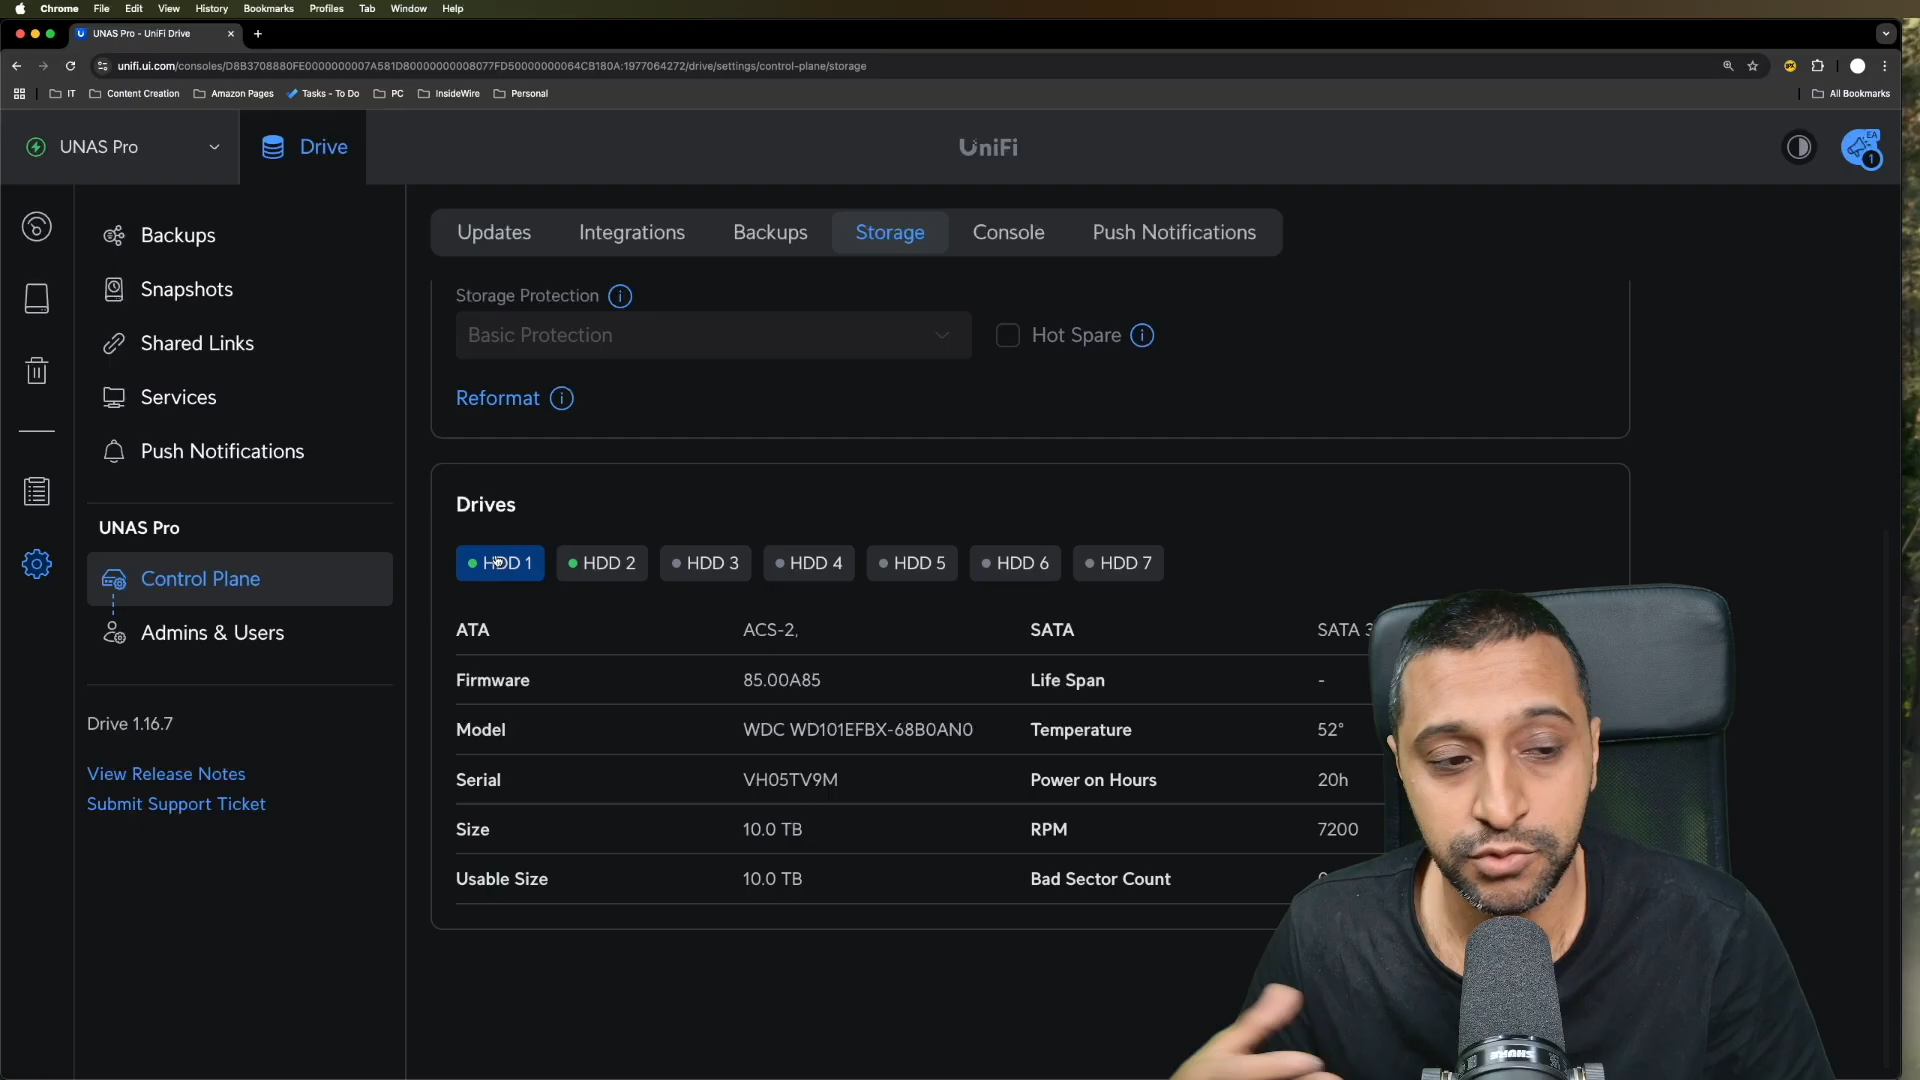 Chrome File Edit View History Bookmarks Profiles Tab Window Help
UNAS Pro - UniFi Drive
unifi.ui.com/consoles/D8B3708880FE0000000007A581D80000000008077FD50000000064CB180A:1977064272/drive/settings/control-plane/storage
IT Content Creation Amazon Pages Tasks - To Do PC InsideWire Personal All Bookmarks
UNAS Pro Drive UniFi EA 1
Backups
Snapshots
Shared Links
Services
Push Notifications
UNAS Pro
Control Plane
Admins & Users
Drive 1.16.7
View Release Notes
Submit Support Ticket
Updates Integrations Backups Storage Console Push Notifications
Storage Protection
Basic Protection Hot Spare
Reformat
Drives
HDD 1 HDD 2 HDD 3 HDD 4 HDD 5 HDD 6 HDD 7
ATA ACS-2, SATA SATA 3
Firmware 85.00A85 Life Span -
Model WDC WD101EFBX-68B0AN0 Temperature 52°
Serial VH05TV9M Power on Hours 20h
Size 10.0 TB RPM 7200
Usable Size 10.0 TB Bad Sector Count
SHURE